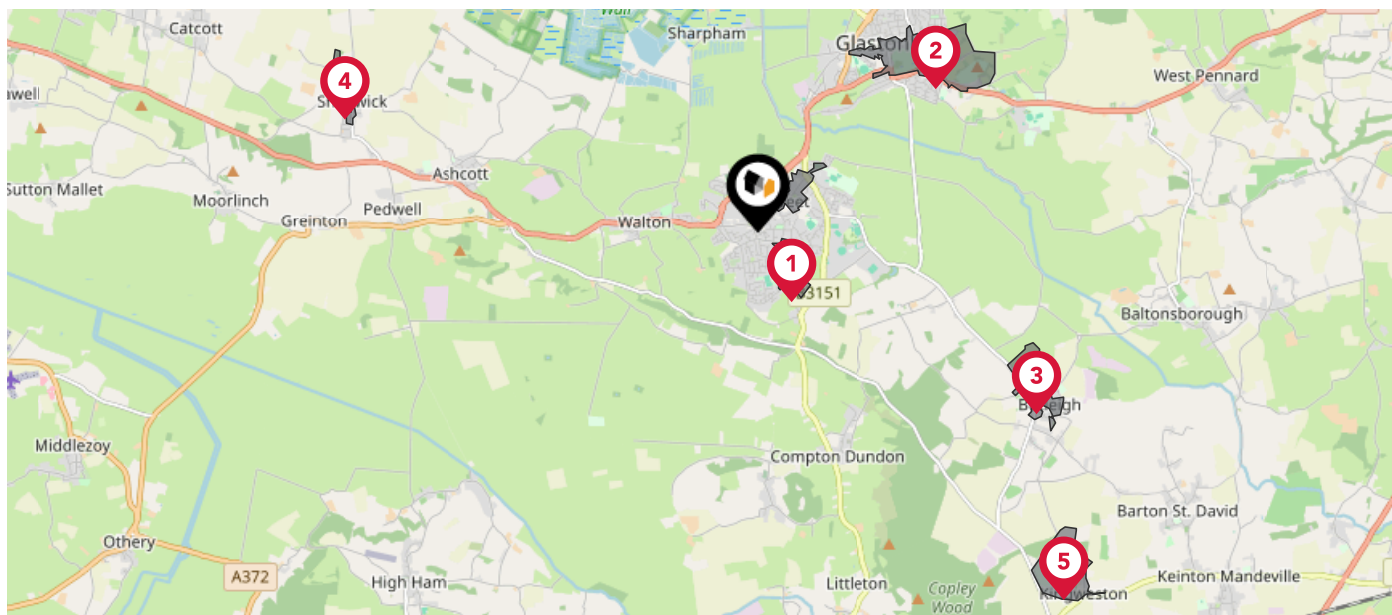 Catcott
Sharpham
2
West Pennard
4
Ashcott
Sutton Mallet
Moorlinch
Pedwell
Greinton
Walton
1
3151
Baltonsborough
3
Middlezoy
Compton Dundon
Barton St. David
Othery
5
A372
High Ham
Littleton
Copley
Wood
Keinton Mandeville